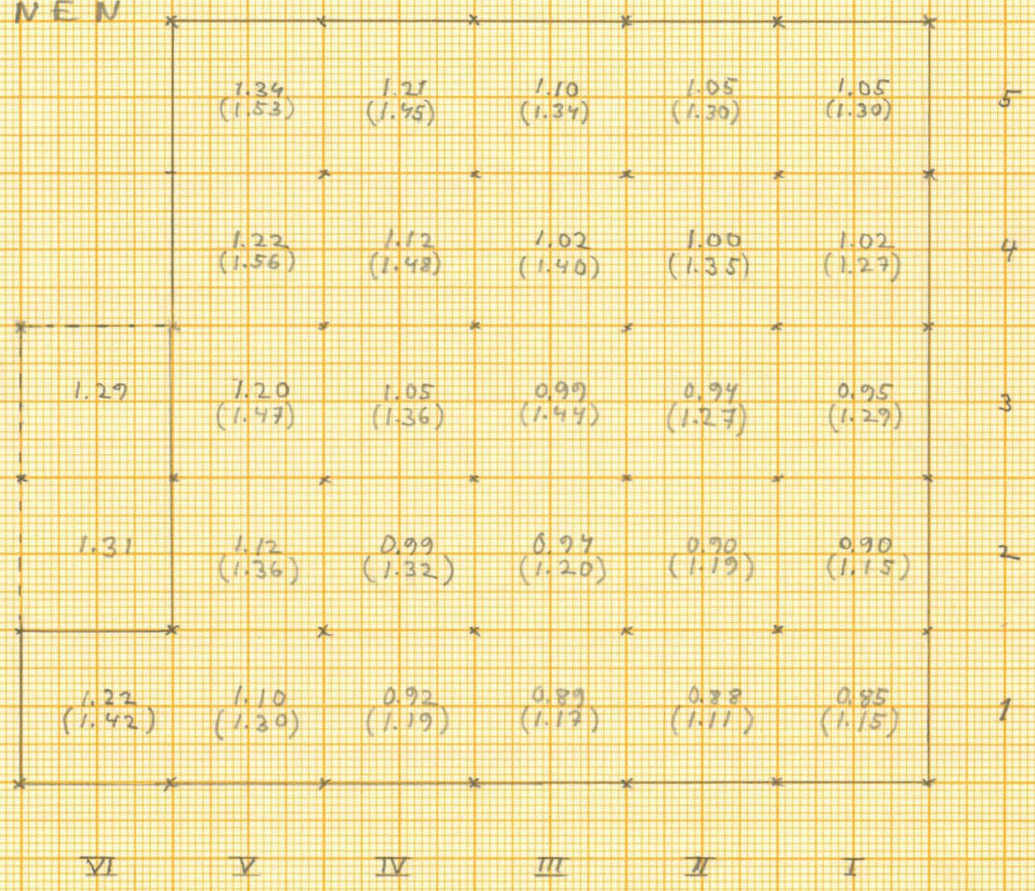 NEN
1.34 1.21 1.10 1.05 1.05 5
(1.53) (1.45) (1.34) (1.30) (1.30)
1.22 1.12 1.02 1.00 1.02 4
(1.56) (1.48) (1.40) (1.35) (1.27)
1.29 1.20 1.05 0.99 0.94 0.95 3
(1.47) (1.36) (1.44) (1.27) (1.29)
1.31 1.12 0.99 0.94 0.90 0.90 2
(1.36) (1.32) (1.20) (1.19) (1.15)
1.22 1.10 0.92 0.89 0.88 0.85 1
(1.42) (1.30) (1.19) (1.17) (1.11) (1.15)
VI V IV III II I